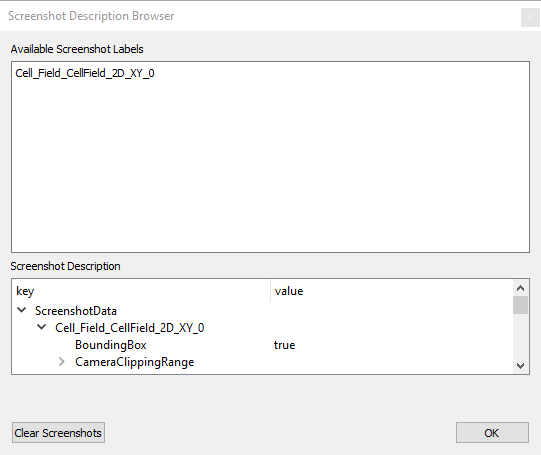 Screenshot Description Browser
x
Available Screenshot Labels
Cell_Field_CellField_2D_XY_0
Screenshot Description
key value
ScreenshotData
Cell_Field_CellField_2D_XY_0
BoundingBox true
CameraClippingRange
Clear Screenshots OK